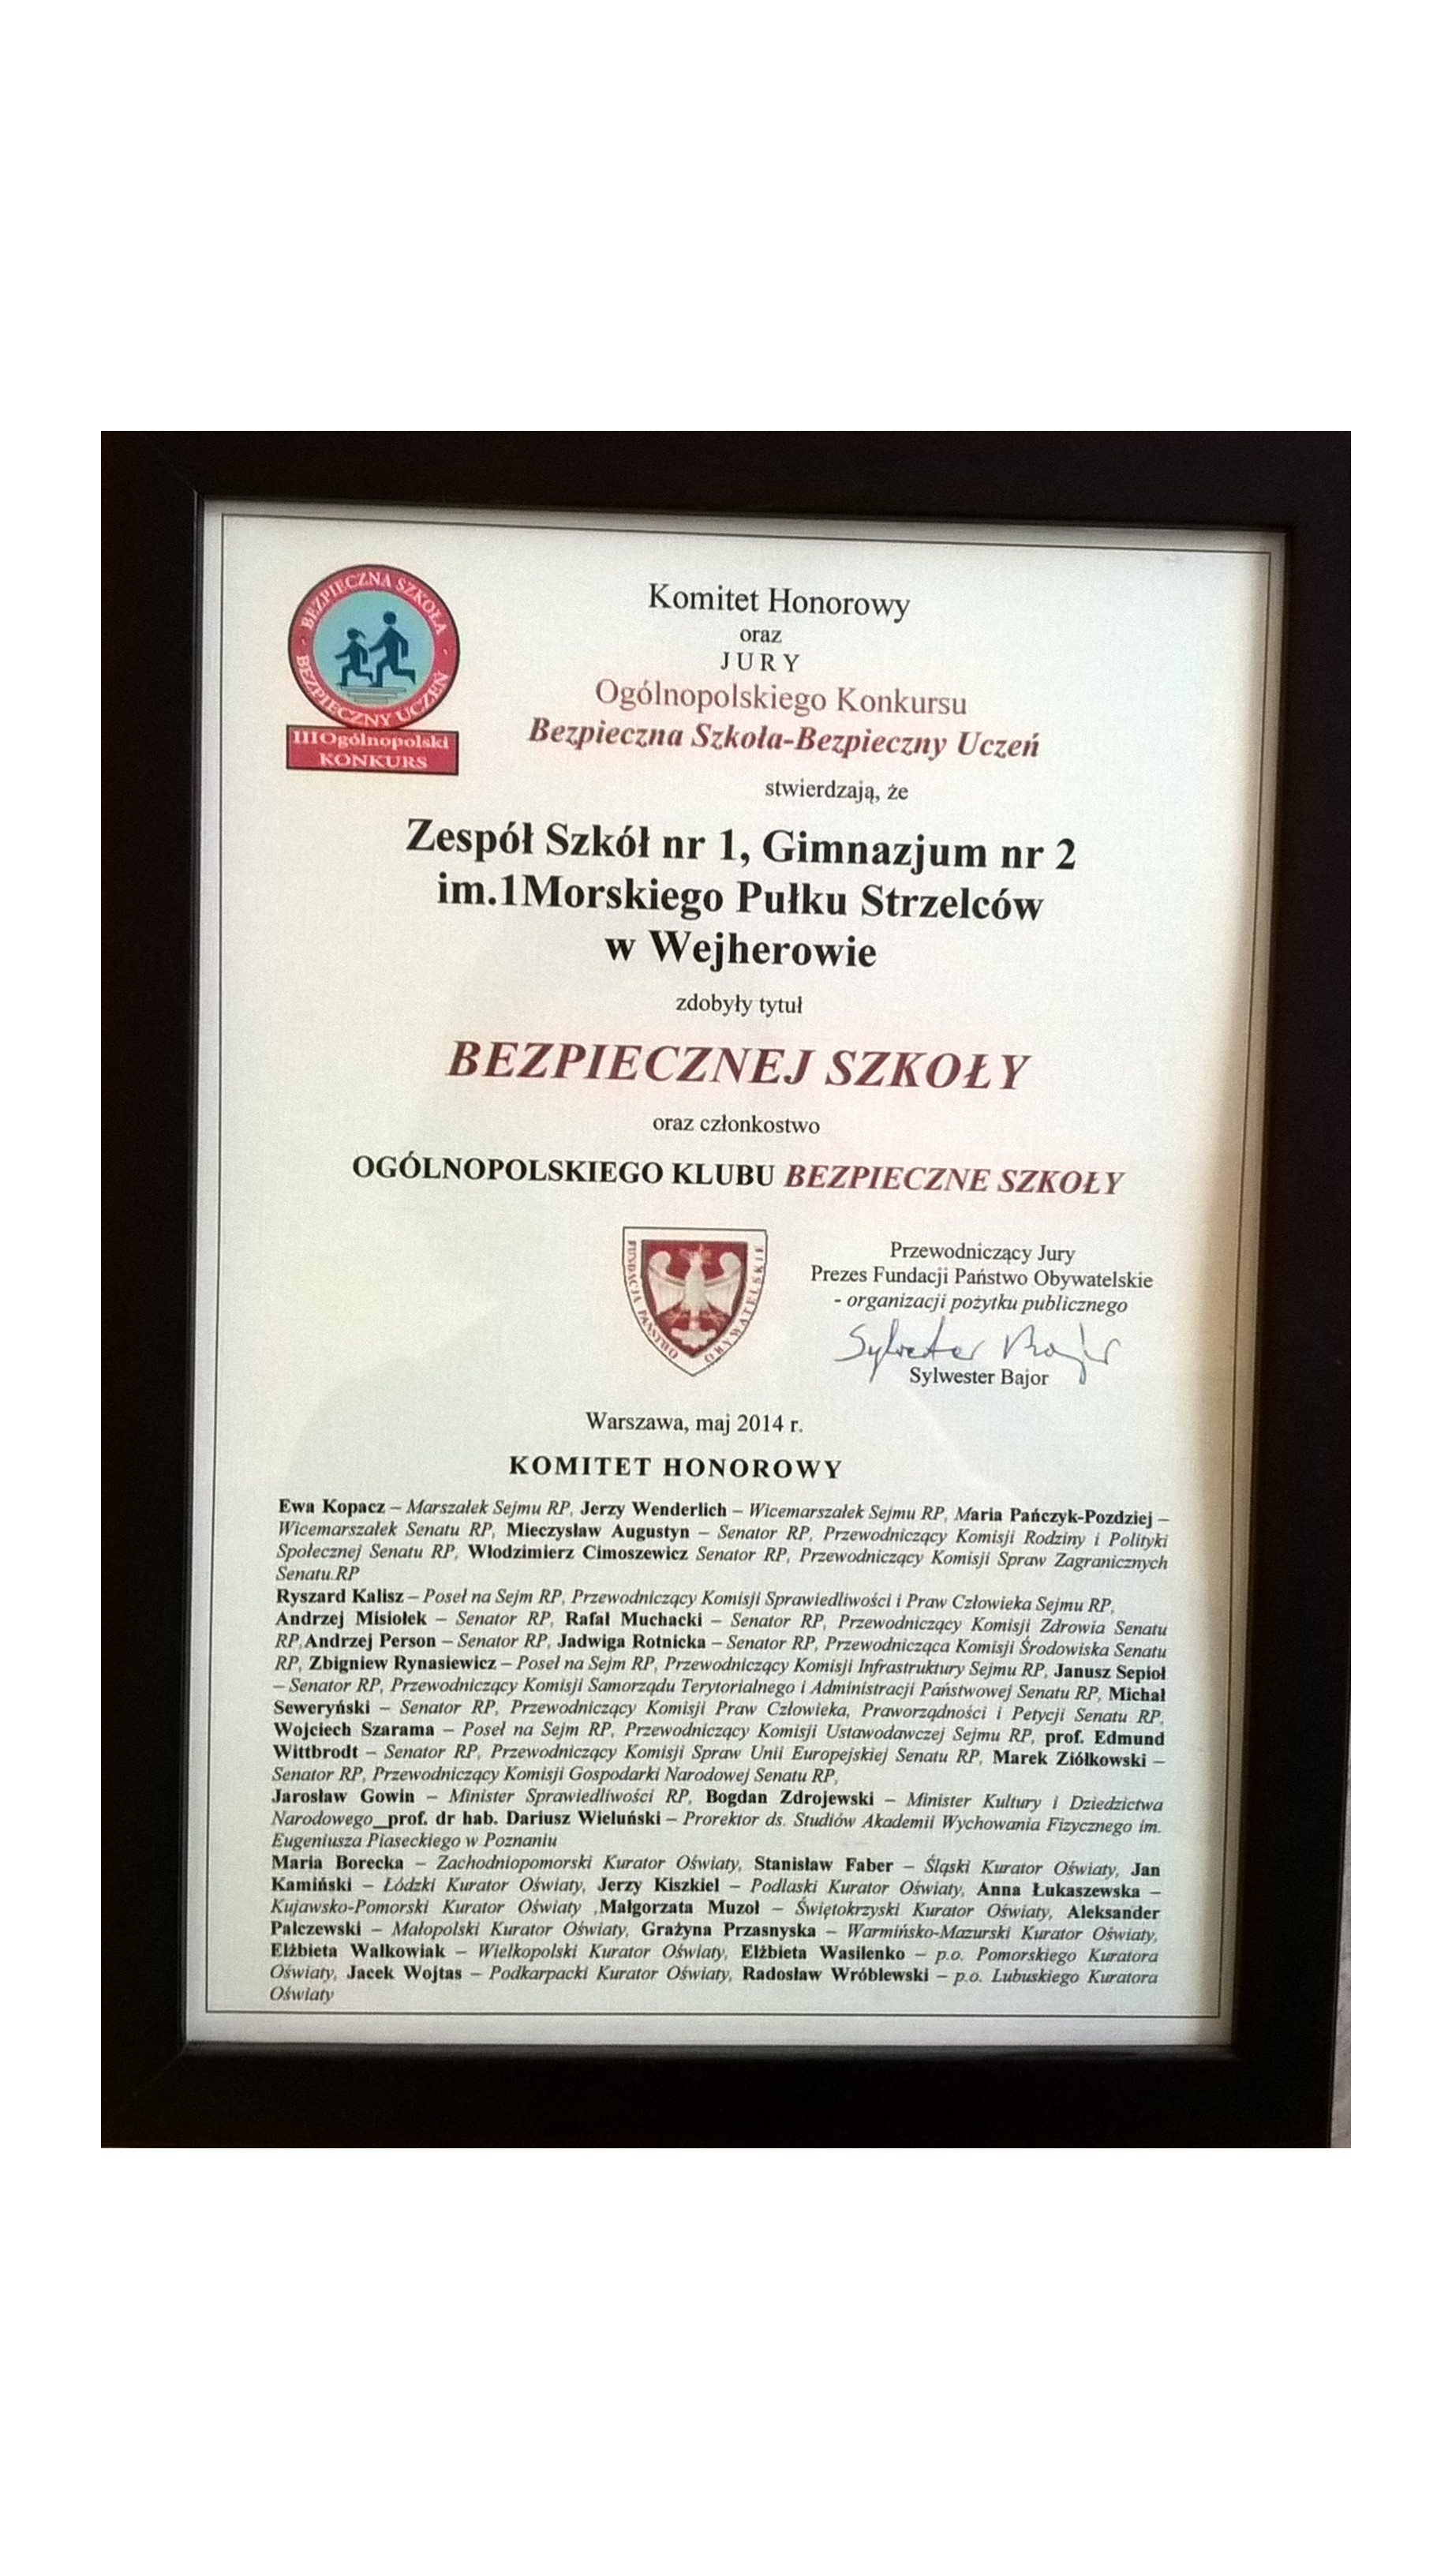 BEZPIECZNA SZKOŁA
BEZPIECZNY UCZEŃ
III Ogólnopolski
KONKURS
Komitet Honorowy
oraz
JURY
Ogólnopolskiego Konkursu
Bezpieczna Szkoła-Bezpieczny Uczeń
stwierdzają, że
Zespół Szkół nr 1, Gimnazjum nr 2
im.1Morskiego Pułku Strzelców
w Wejherowie
zdobyły tytuł
BEZPIECZNEJ SZKOŁY
oraz członkostwo
OGÓLNOPOLSKIEGO KLUBU BEZPIECZNE SZKOŁY
FUNDACJA PAŃSTWO OBYWATELSKIE
Przewodniczący Jury
Prezes Fundacji Państwo Obywatelskie
- organizacji pożytku publicznego
Sylwester Bajor
Sylwester Bajor
Warszawa, maj 2014 r.
KOMITET HONOROWY
Ewa Kopacz – Marszałek Sejmu RP, Jerzy Wenderlich – Wicemarszałek Sejmu RP, Maria Pańczyk-Pozdziej –
Wicemarszałek Senatu RP, Mieczysław Augustyn – Senator RP, Przewodniczący Komisji Rodziny i Polityki
Społecznej Senatu RP, Włodzimierz Cimoszewicz Senator RP, Przewodniczący Komisji Spraw Zagranicznych
Senatu.RP
Ryszard Kalisz – Poseł na Sejm RP, Przewodniczący Komisji Sprawiedliwości i Praw Człowieka Sejmu RP,
Andrzej Misiołek – Senator RP, Rafał Muchacki – Senator RP, Przewodniczący Komisji Zdrowia Senatu
RP,Andrzej Person – Senator RP, Jadwiga Rotnicka – Senator RP, Przewodnicząca Komisji Środowiska Senatu
RP, Zbigniew Rynasiewicz – Poseł na Sejm RP, Przewodniczący Komisji Infrastruktury Sejmu RP, Janusz Sepioł
– Senator RP, Przewodniczący Komisji Samorządu Terytorialnego i Administracji Państwowej Senatu RP, Michał
Seweryński – Senator RP, Przewodniczący Komisji Praw Człowieka, Praworządności i Petycji Senatu RP,
Wojciech Szarama – Poseł na Sejm RP, Przewodniczący Komisji Ustawodawczej Sejmu RP, prof. Edmund
Wittbrodt – Senator RP, Przewodniczący Komisji Spraw Unii Europejskiej Senatu RP, Marek Ziółkowski –
Senator RP, Przewodniczący Komisji Gospodarki Narodowej Senatu RP,
Jarosław Gowin – Minister Sprawiedliwości RP, Bogdan Zdrojewski – Minister Kultury i Dziedzictwa
Narodowego_prof. dr hab. Dariusz Wieluński – Prorektor ds. Studiów Akademii Wychowania Fizycznego im.
Eugeniusza Piaseckiego w Poznaniu
Maria Borecka – Zachodniopomorski Kurator Oświaty, Stanisław Faber – Śląski Kurator Oświaty, Jan
Kamiński – Łódzki Kurator Oświaty, Jerzy Kiszkiel – Podlaski Kurator Oświaty, Anna Łukaszewska –
Kujawsko-Pomorski Kurator Oświaty ,Małgorzata Muzoł – Świętokrzyski Kurator Oświaty, Aleksander
Palczewski – Małopolski Kurator Oświaty, Grażyna Przasnyska – Warmińsko-Mazurski Kurator Oświaty,
Elżbieta Walkowiak – Wielkopolski Kurator Oświaty, Elżbieta Wasilenko – p.o. Pomorskiego Kuratora
Oświaty, Jacek Wojtas – Podkarpacki Kurator Oświaty, Radosław Wróblewski – p.o. Lubuskiego Kuratora
Oświaty